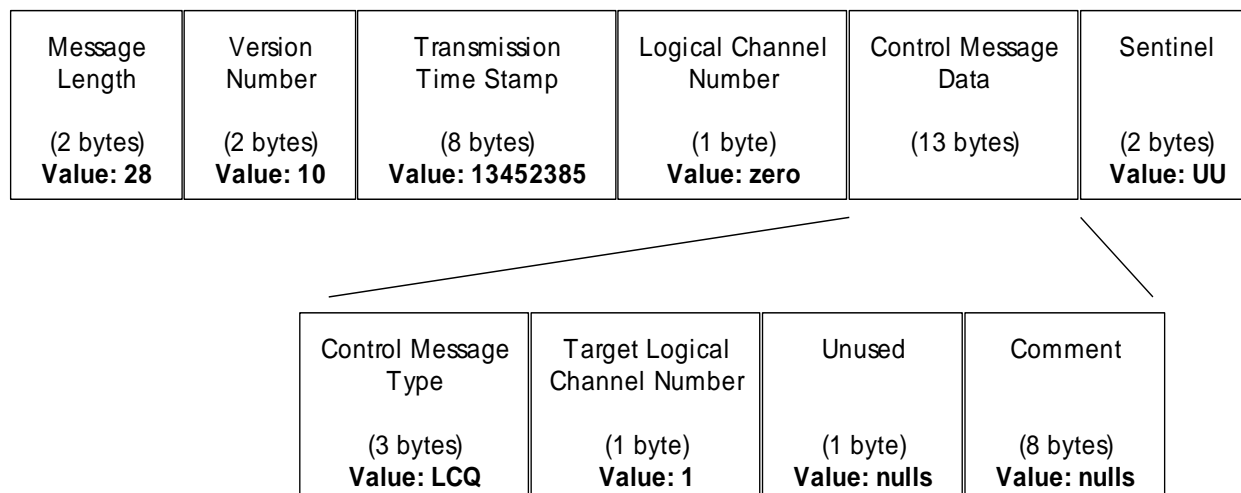 Message Length
(2 bytes)
Value: 28
Version Number
(2 bytes)
Value: 10
Transmission Time Stamp
(8 bytes)
Value: 13452385
Logical Channel Number
(1 byte)
Value: zero
Control Message Data
(13 bytes)
Sentinel
(2 bytes)
Value: UU
Control Message Type
(3 bytes)
Value: LCQ
Target Logical Channel Number
(1 byte)
Value: 1
Unused
(1 byte)
Value: nulls
Comment
(8 bytes)
Value: nulls